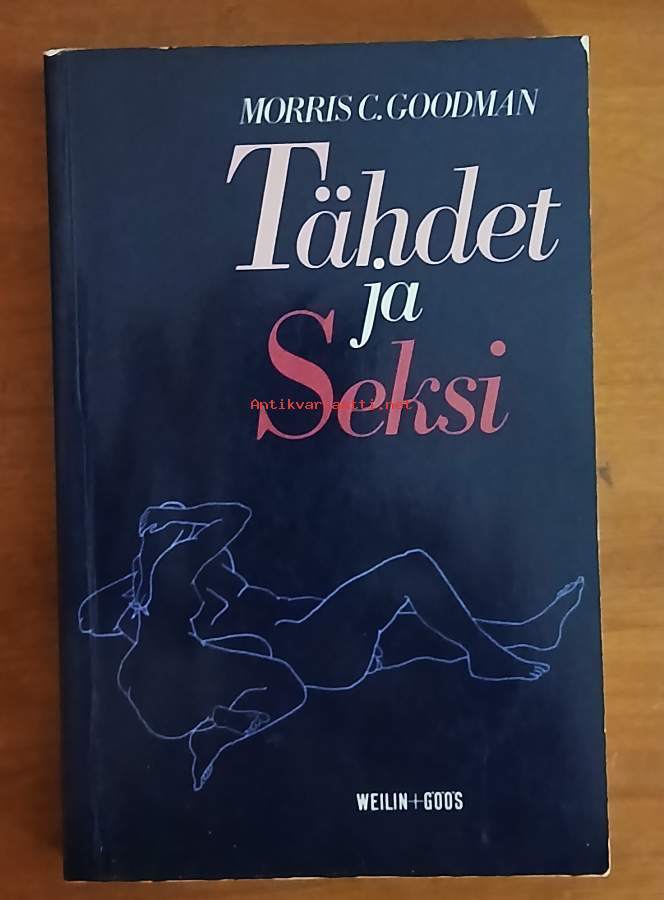 MORRIS C. GOODMAN
Tähdet
ja
Seksi
Antikvariaatti.net
WEILIN+GÖÖS